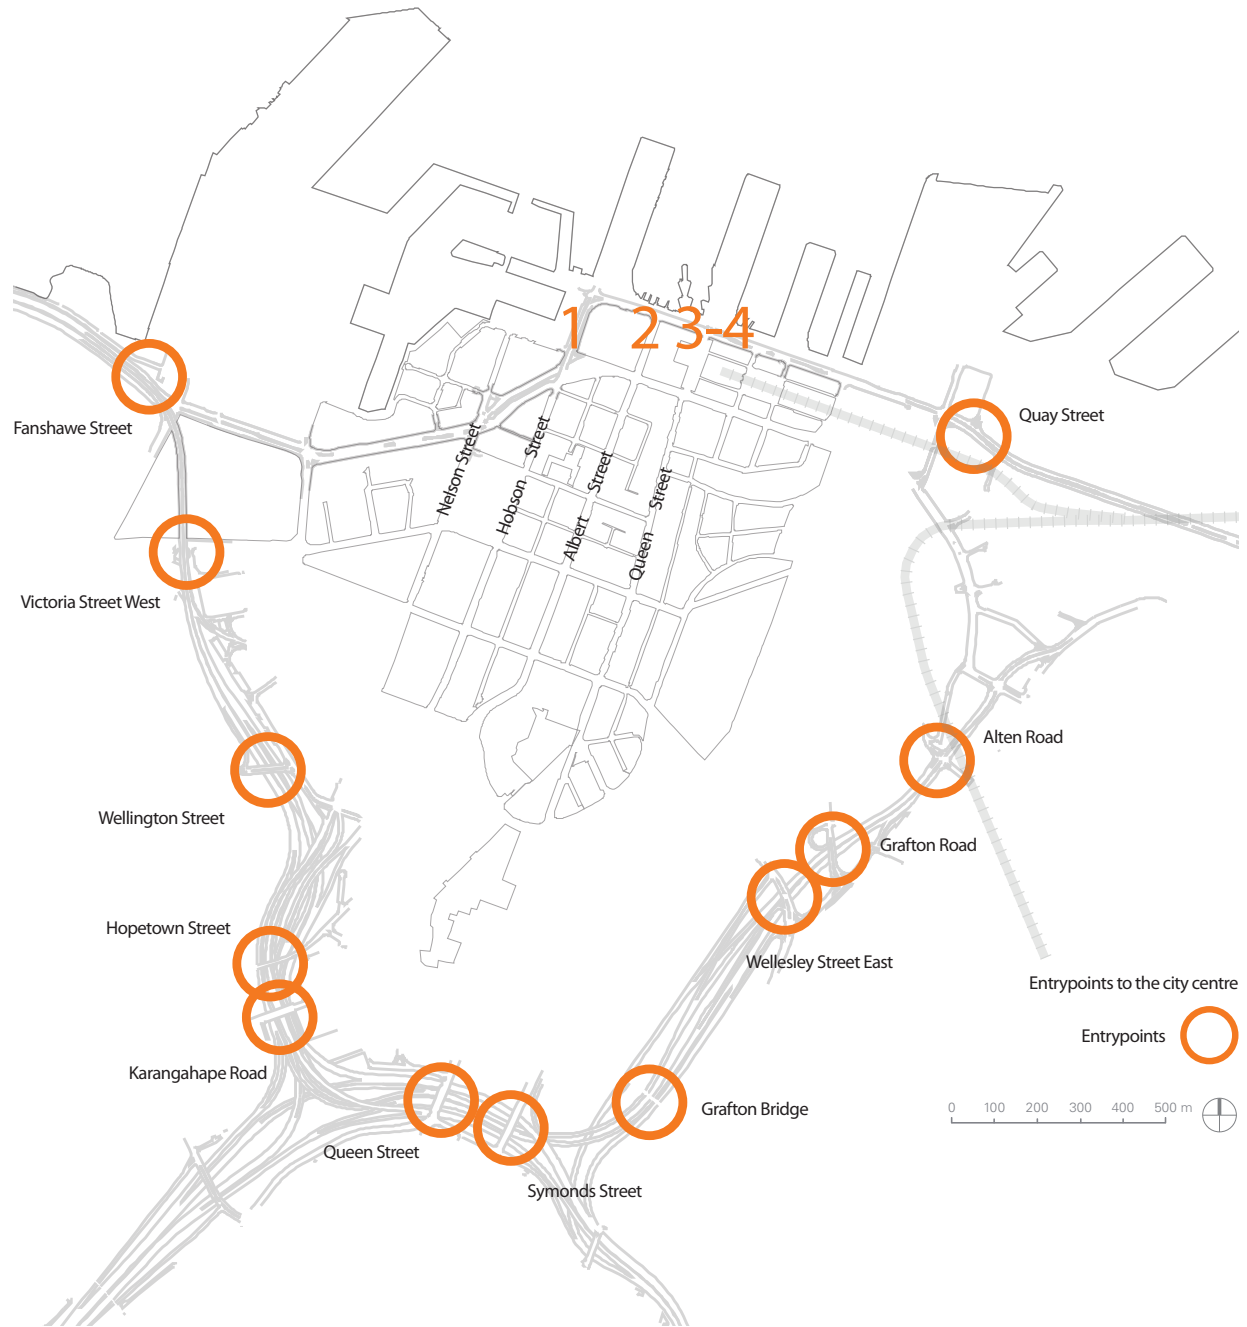 1 2 3-4
Fanshawe Street
Quay Street
Nelson Street
Hobson Street
Albert Street
Queen Street
Victoria Street West
Alten Road
Wellington Street
Grafton Road
Hopetown Street
Wellesley Street East
Entrypoints to the city centre
Entrypoints
Karangahape Road
Grafton Bridge
0 100 200 300 400 500 m
Queen Street
Symonds Street